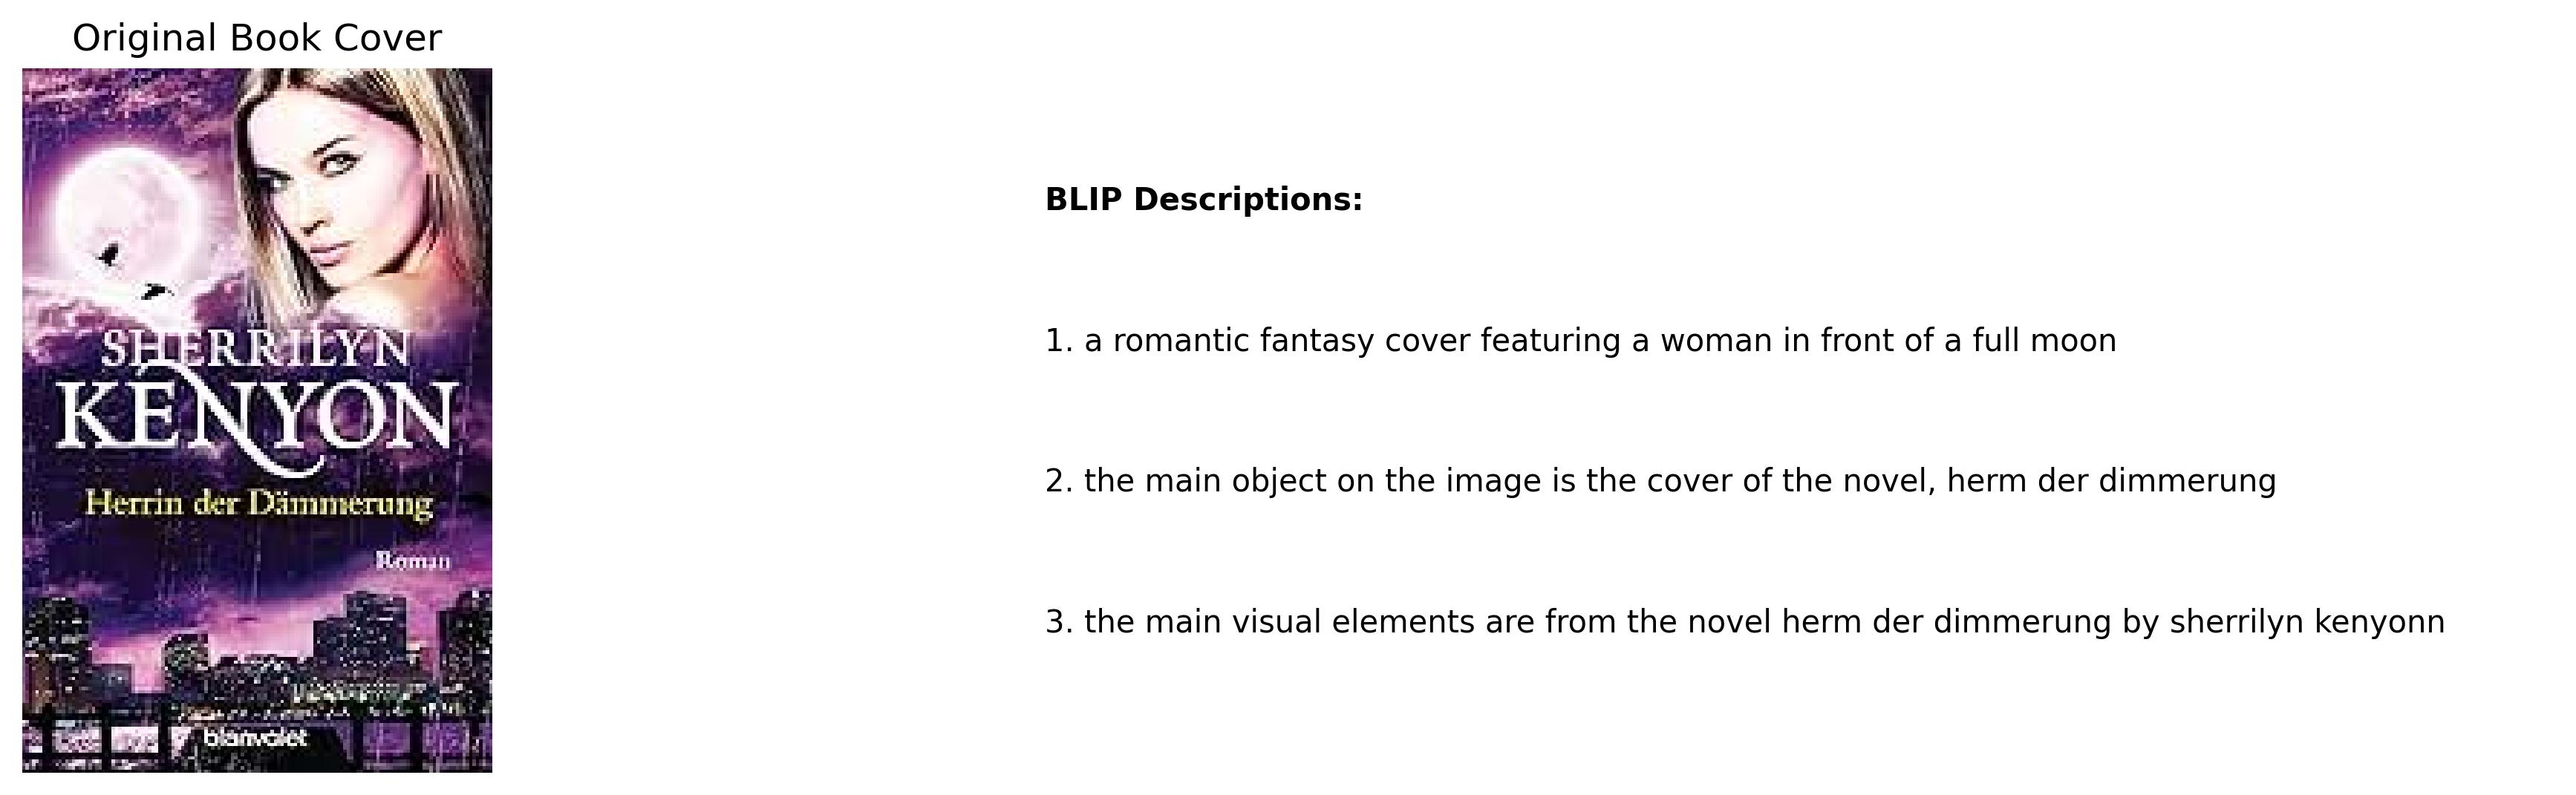 Original Book Cover
SHERRILYN
KENYON
Herrin der Dämmerung
Roman
blanvalet
BLIP Descriptions:
1. a romantic fantasy cover featuring a woman in front of a full moon
2. the main object on the image is the cover of the novel, herm der dimmerung
3. the main visual elements are from the novel herm der dimmerung by sherrilyn kenyonn